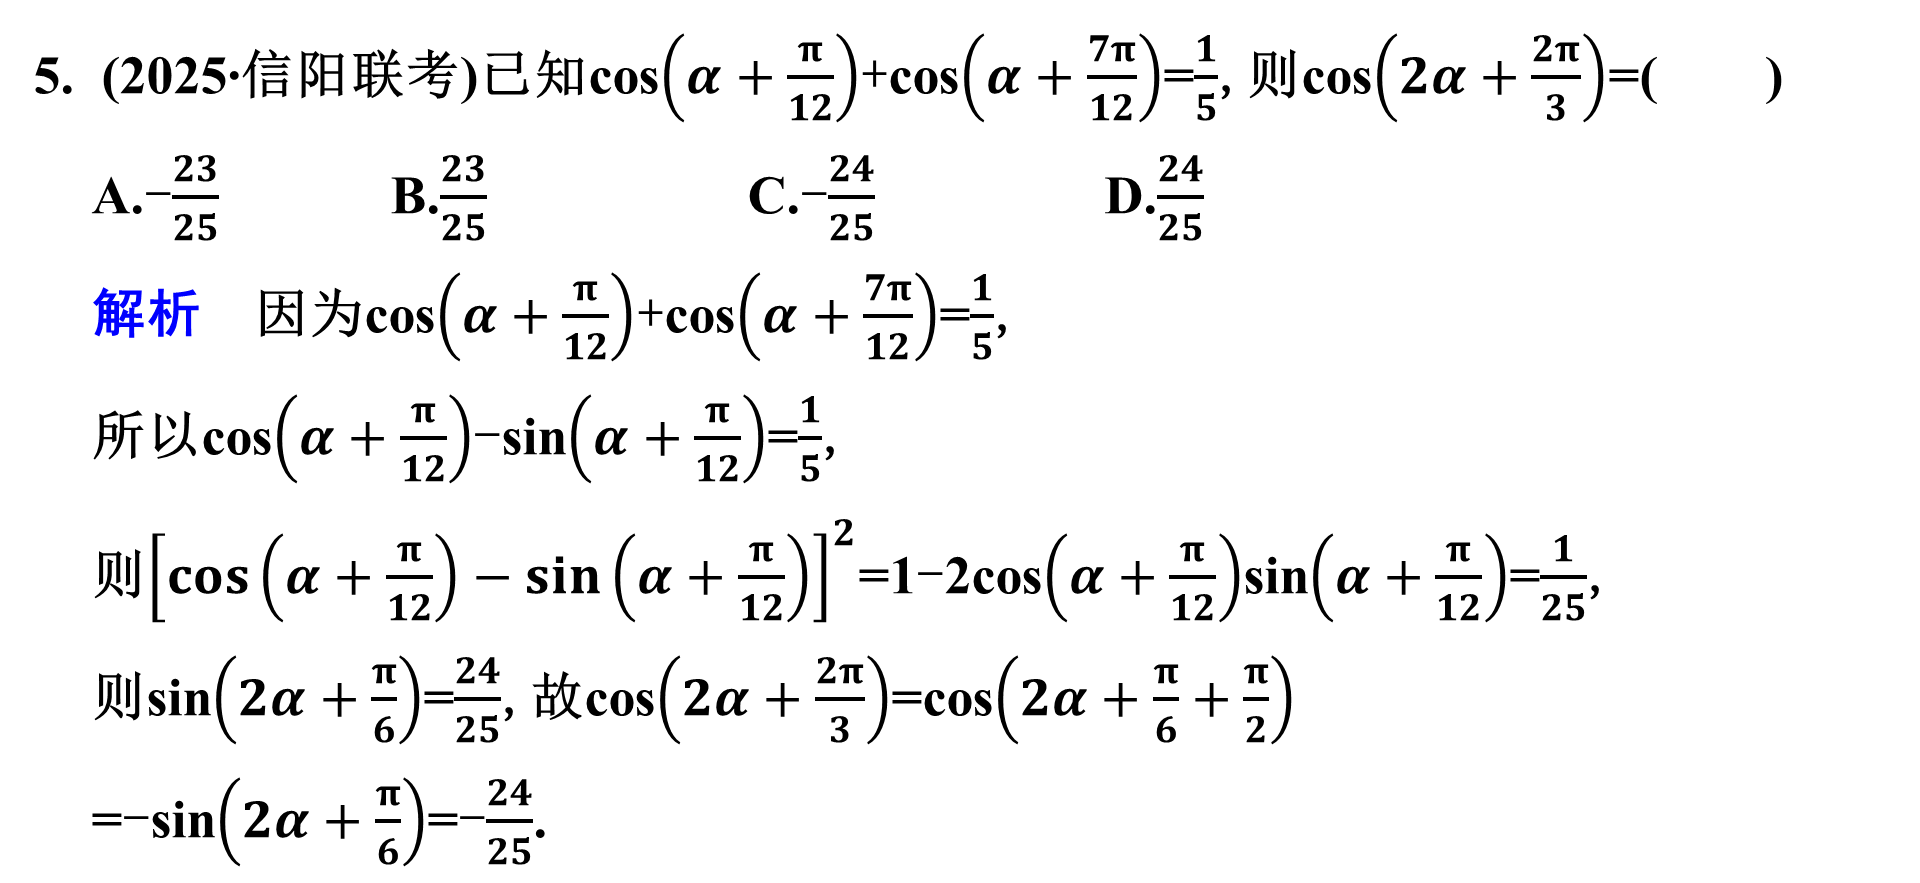 5. (2025·信阳联考)已知cos(α + π/12)+cos(α + 7π/12)=1/5, 则cos(2α + 2π/3)=(  )
A.−23/25 B.23/25 C.−24/25 D.24/25
解析 因为cos(α + π/12)+cos(α + 7π/12)=1/5,
所以cos(α + π/12)−sin(α + π/12)=1/5,
则[cos(α + π/12) − sin(α + π/12)]²=1−2cos(α + π/12)sin(α + π/12)=1/25,
则sin(2α + π/6)=24/25, 故cos(2α + 2π/3)=cos(2α + π/6 + π/2)
=−sin(2α + π/6)=−24/25.